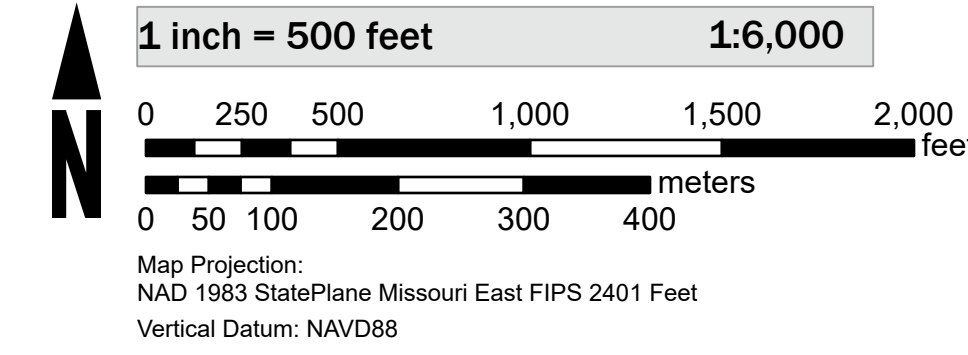 N
1 inch = 500 feet 1:6,000
0 250 500 1,000 1,500 2,000
feet
meters
0 50 100 200 300 400
Map Projection:
NAD 1983 StatePlane Missouri East FIPS 2401 Feet
Vertical Datum: NAVD88